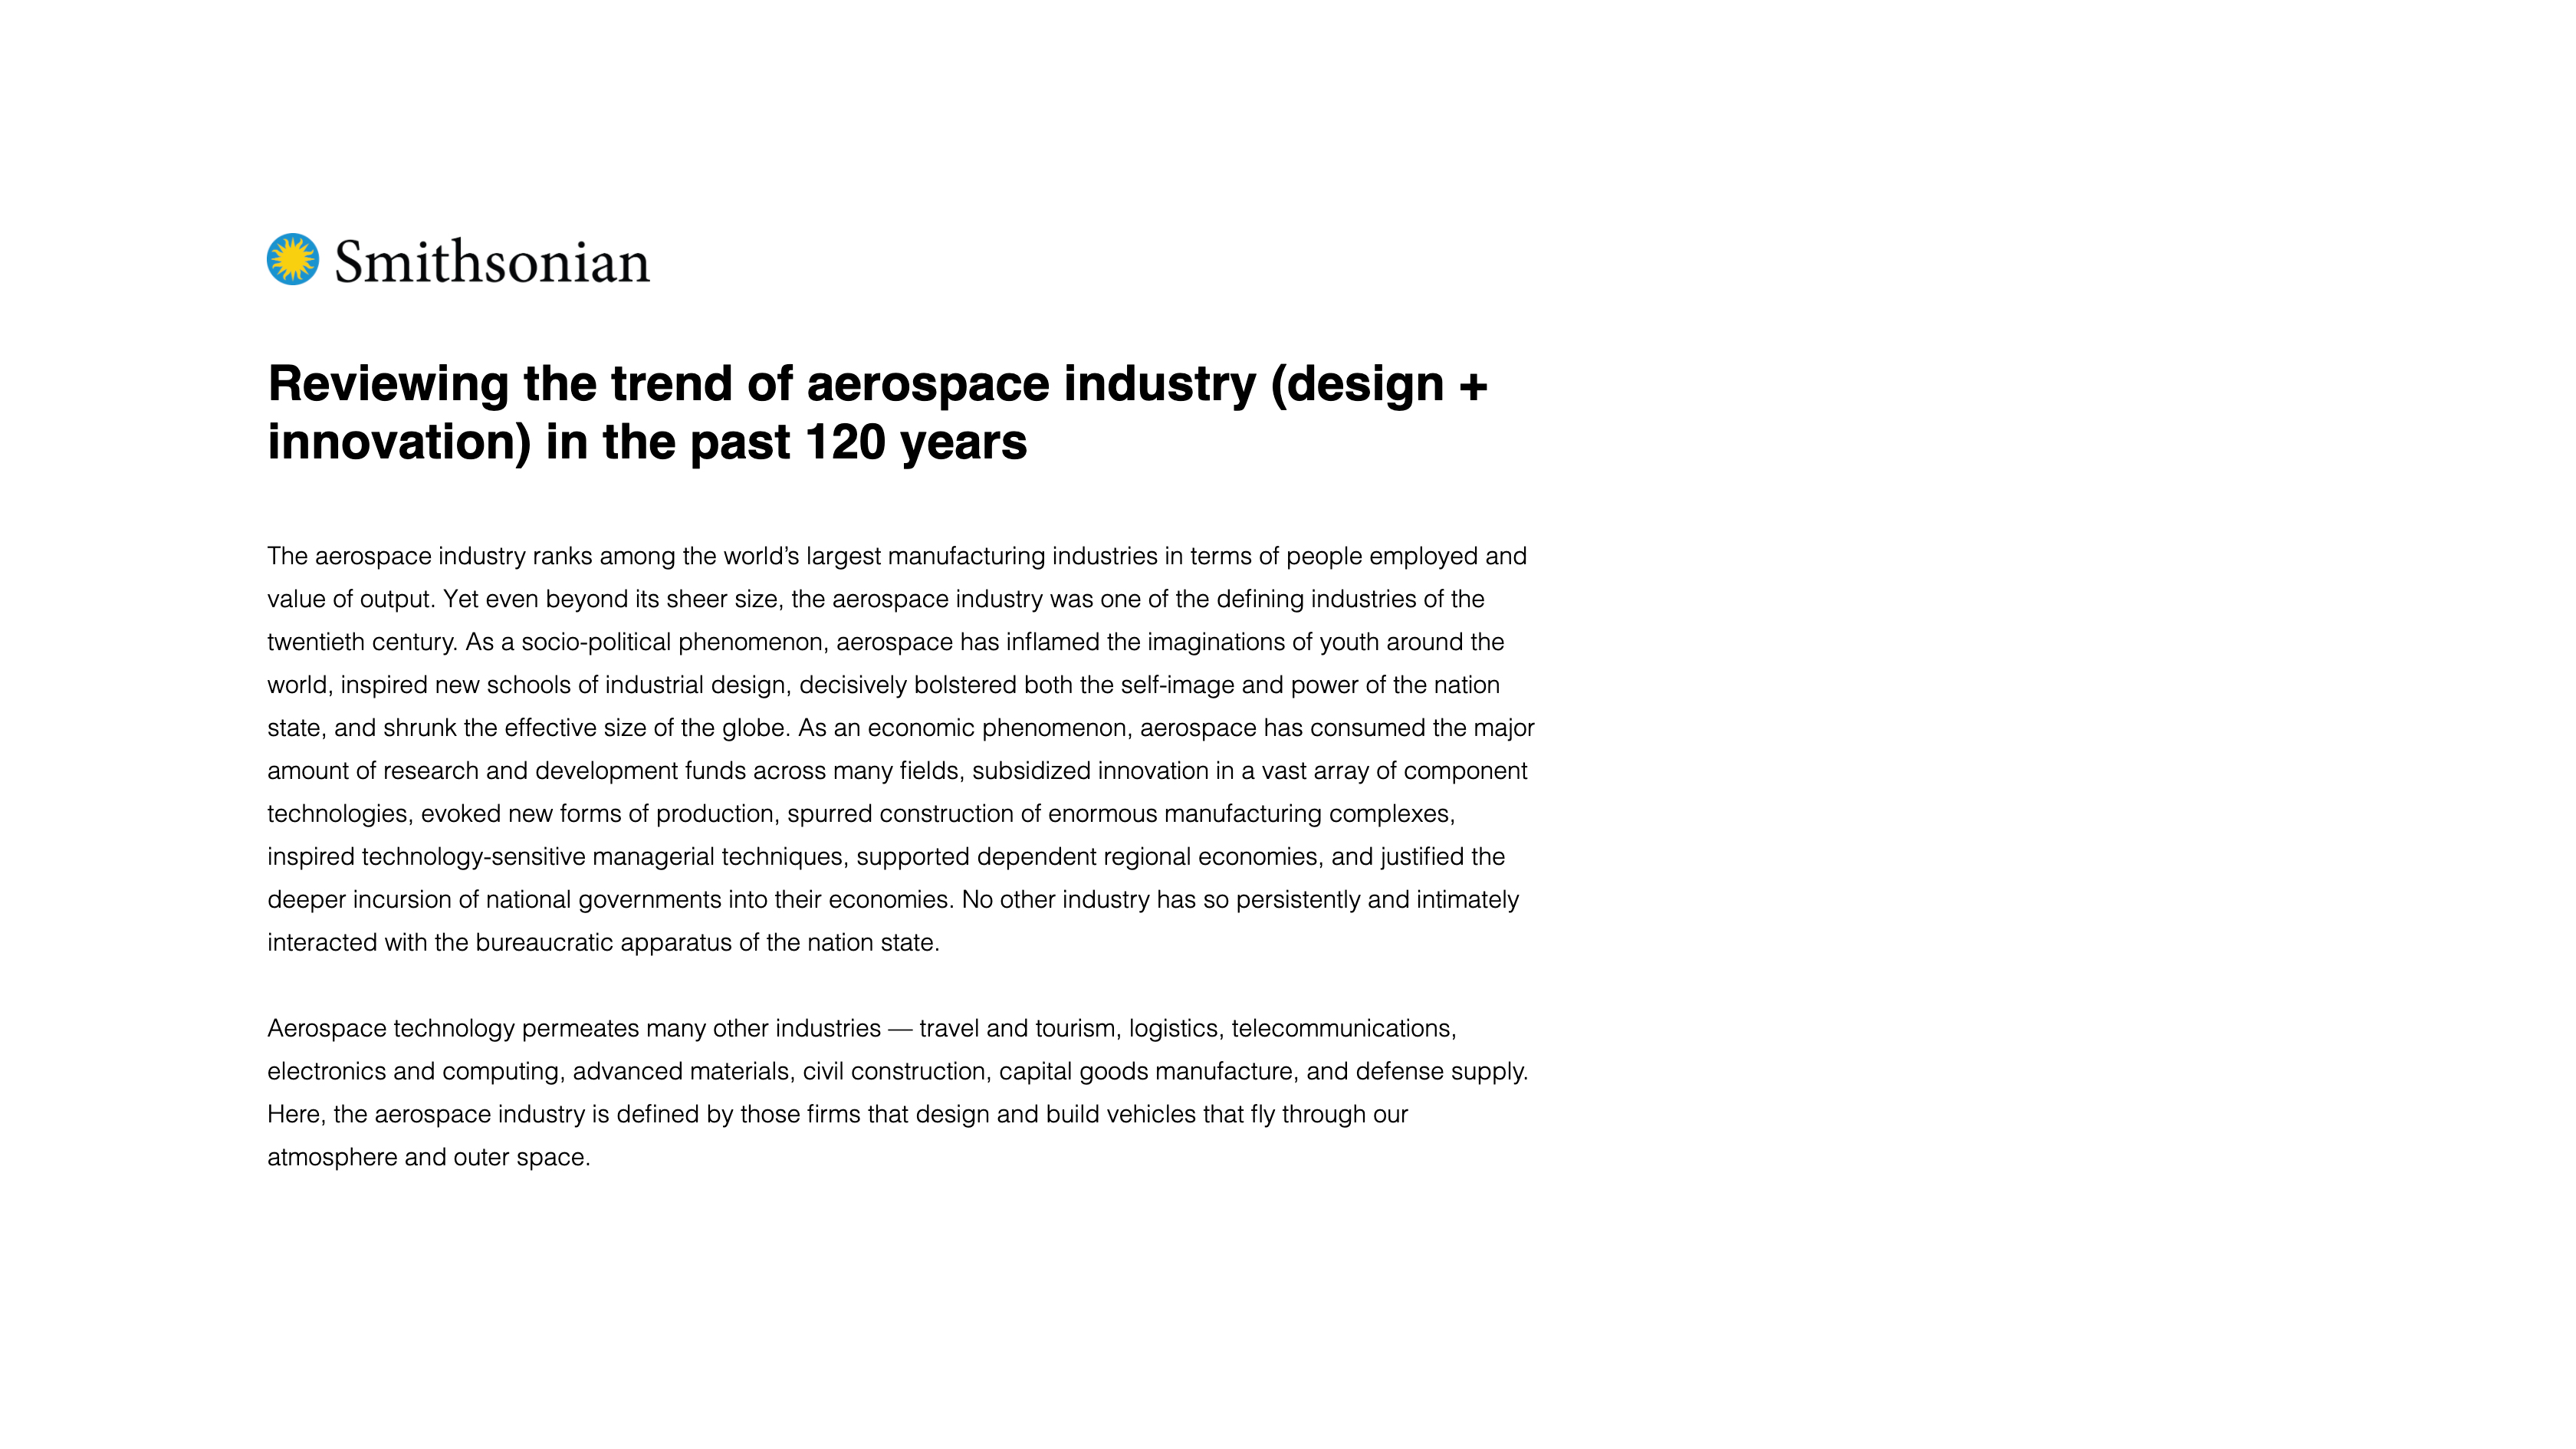 Smithsonian
Reviewing the trend of aerospace industry (design +
innovation) in the past 120 years
The aerospace industry ranks among the world’s largest manufacturing industries in terms of people employed and
value of output. Yet even beyond its sheer size, the aerospace industry was one of the defining industries of the
twentieth century. As a socio-political phenomenon, aerospace has inflamed the imaginations of youth around the
world, inspired new schools of industrial design, decisively bolstered both the self-image and power of the nation
state, and shrunk the effective size of the globe. As an economic phenomenon, aerospace has consumed the major
amount of research and development funds across many fields, subsidized innovation in a vast array of component
technologies, evoked new forms of production, spurred construction of enormous manufacturing complexes,
inspired technology-sensitive managerial techniques, supported dependent regional economies, and justified the
deeper incursion of national governments into their economies. No other industry has so persistently and intimately
interacted with the bureaucratic apparatus of the nation state.
Aerospace technology permeates many other industries — travel and tourism, logistics, telecommunications,
electronics and computing, advanced materials, civil construction, capital goods manufacture, and defense supply.
Here, the aerospace industry is defined by those firms that design and build vehicles that fly through our
atmosphere and outer space.